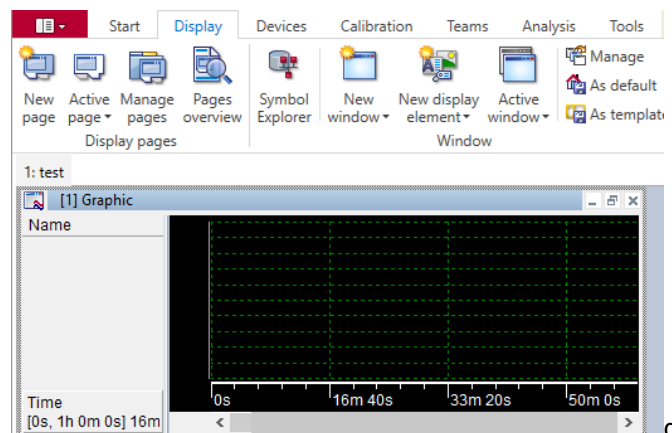 Start Display Devices Calibration Teams Analysis Tools
New page
Active page
Manage pages
Pages overview
Symbol Explorer
New window
New display element
Active window
Manage
As default
As template
Display pages
Window
1: test
[1] Graphic
Name
0s 16m 40s 33m 20s 50m 0s
Time
[0s, 1h 0m 0s] 16m